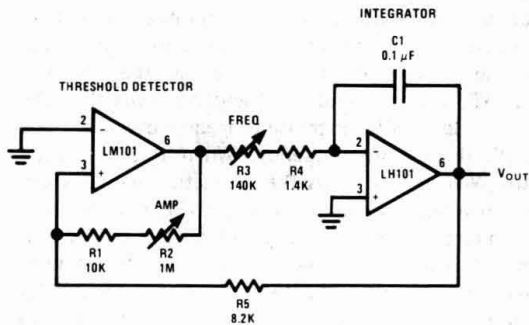 INTEGRATOR
C1
0.1 μF
THRESHOLD DETECTOR
2
−
LM101
6
3
+
FREQ
R3
140K
R4
1.4K
2
−
LH101
6
3
+
VOUT
AMP
R1
10K
R2
1M
R5
8.2K